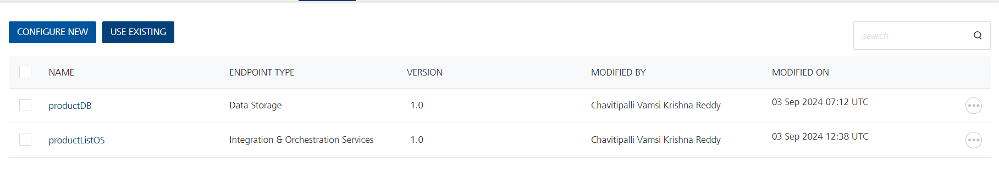 CONFIGURE NEW USE EXISTING search
NAME ENDPOINT TYPE VERSION MODIFIED BY MODIFIED ON
productDB Data Storage 1.0 Chavitipalli Vamsi Krishna Reddy 03 Sep 2024 07:12 UTC
productListOS Integration & Orchestration Services 1.0 Chavitipalli Vamsi Krishna Reddy 03 Sep 2024 12:38 UTC